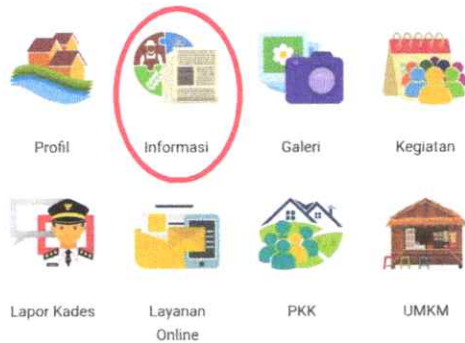 Profil
Informasi
Galeri
Kegiatan
Lapor Kades
Layanan
Online
PKK
UMKM